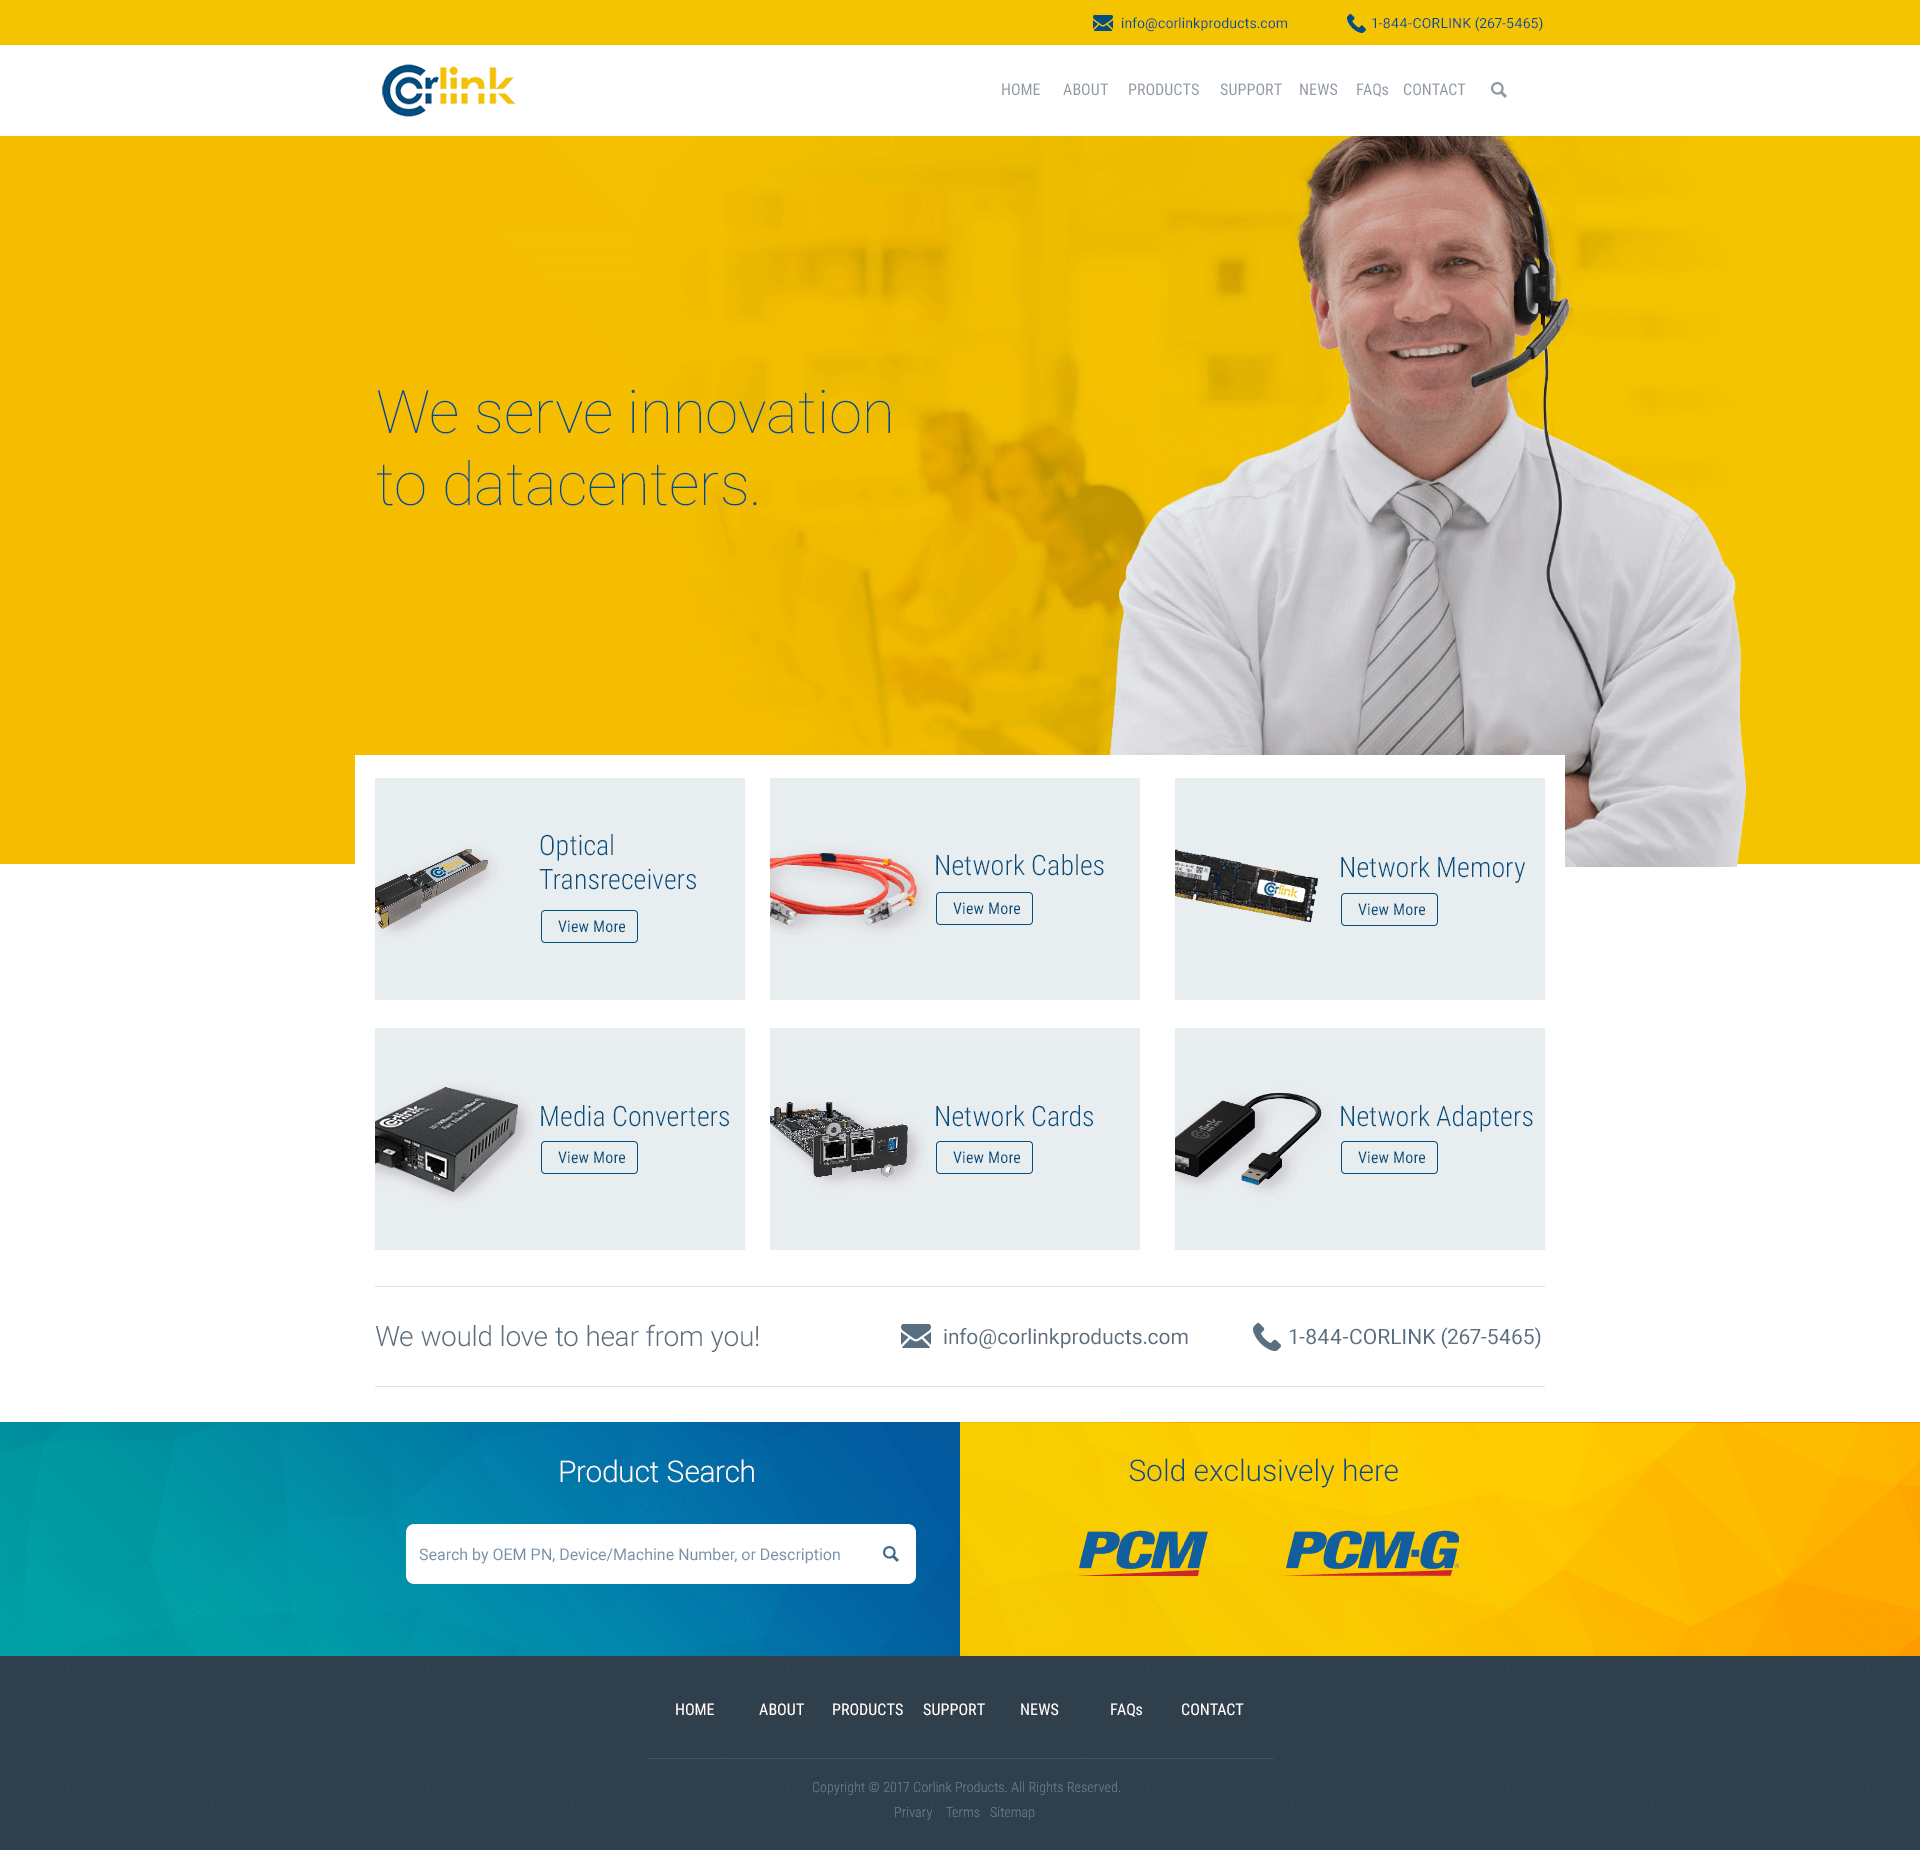 info@corlinkproducts.com
1-844-CORLINK (267-5465)
Corlink
HOME ABOUT PRODUCTS SUPPORT NEWS FAQs CONTACT
We serve innovation
to datacenters.
Optical
Transreceivers
View More
Network Cables
View More
Corlink
Network Memory
View More
Corlink
Media Converters
View More
Network Cards
View More
Corlink
Network Adapters
View More
We would love to hear from you!
info@corlinkproducts.com
1-844-CORLINK (267-5465)
Product Search
Search by OEM PN, Device/Machine Number, or Description
Sold exclusively here
PCM
PCM-G
HOME ABOUT PRODUCTS SUPPORT NEWS FAQs CONTACT
Copyright © 2017 Corlink Products. All Rights Reserved.
Privary Terms Sitemap